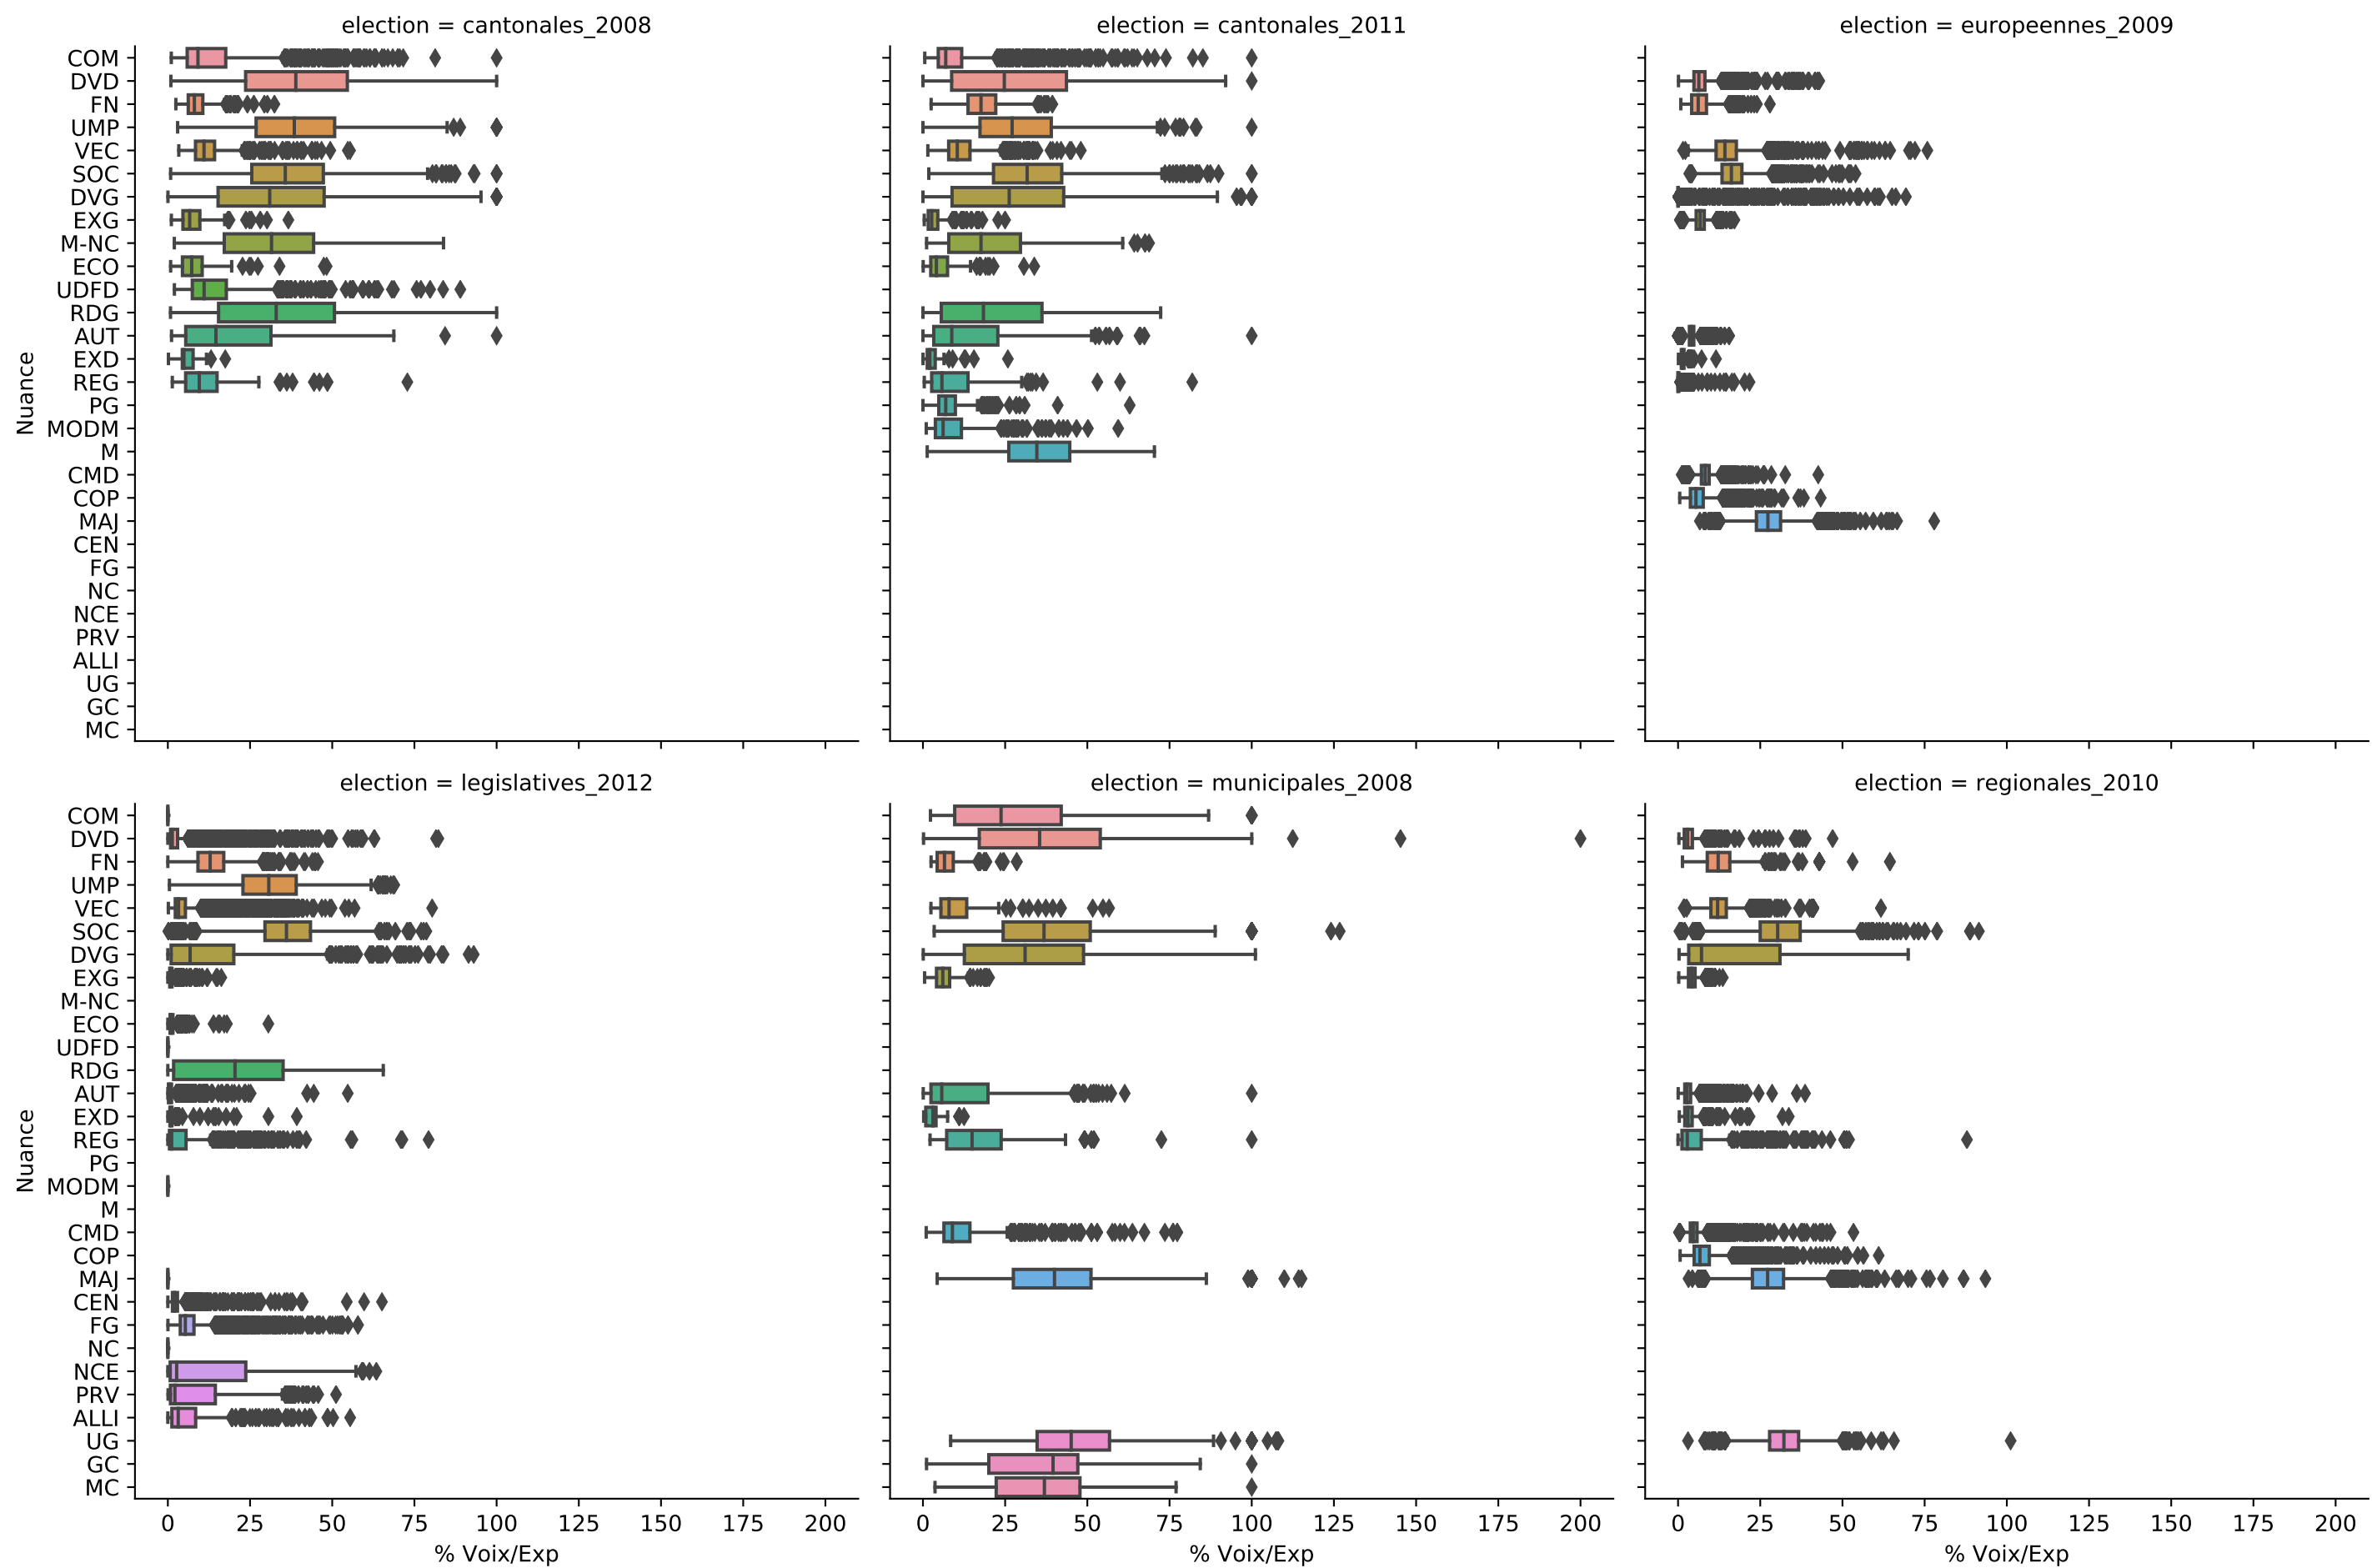 election = cantonales_2008
election = cantonales_2011
election = europeennes_2009
COM
DVD
FN
UMP
VEC
SOC
DVG
EXG
M-NC
ECO
UDFD
RDG
AUT
EXD
REG
PG
MODM
M
CMD
COP
MAJ
CEN
FG
NC
NCE
PRV
ALLI
UG
GC
MC
Nuance
election = legislatives_2012
election = municipales_2008
election = regionales_2010
COM
DVD
FN
UMP
VEC
SOC
DVG
EXG
M-NC
ECO
UDFD
RDG
AUT
EXD
REG
PG
MODM
M
CMD
COP
MAJ
CEN
FG
NC
NCE
PRV
ALLI
UG
GC
MC
Nuance
0 25 50 75 100 125 150 175 200
0 25 50 75 100 125 150 175 200
0 25 50 75 100 125 150 175 200
% Voix/Exp
% Voix/Exp
% Voix/Exp